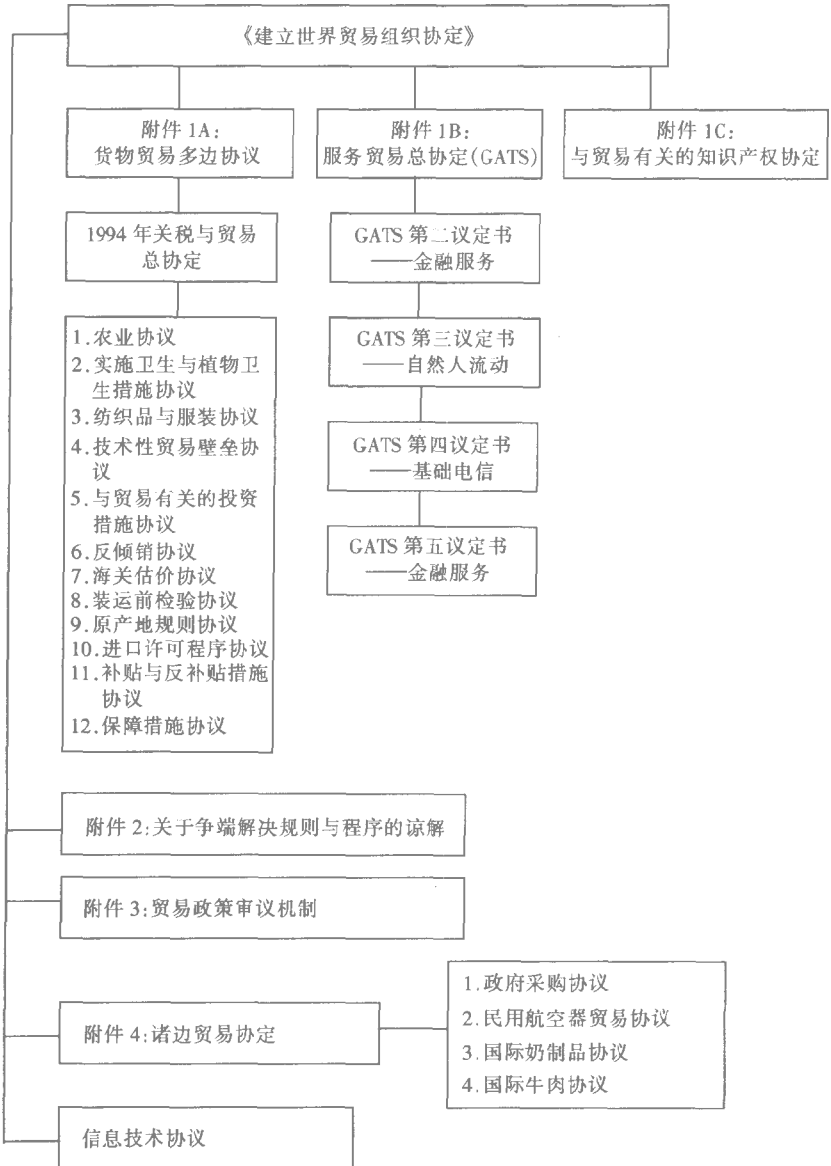 《建立世界贸易组织协定》
附件 1A:
货物贸易多边协议
附件 1B:
服务贸易总协定(GATS)
附件 1C:
与贸易有关的知识产权协定
1994 年关税与贸易
总协定
GATS 第二议定书
——金融服务
GATS 第三议定书
——自然人流动
GATS 第四议定书
——基础电信
GATS 第五议定书
——金融服务
1.农业协议
2.实施卫生与植物卫
生措施协议
3.纺织品与服装协议
4.技术性贸易壁垒协
议
5.与贸易有关的投资
措施协议
6.反倾销协议
7.海关估价协议
8.装运前检验协议
9.原产地规则协议
10.进口许可程序协议
11.补贴与反补贴措施
协议
12.保障措施协议
附件 2:关于争端解决规则与程序的谅解
附件 3:贸易政策审议机制
附件 4:诸边贸易协定
1.政府采购协议
2.民用航空器贸易协议
3.国际奶制品协议
4.国际牛肉协议
信息技术协议